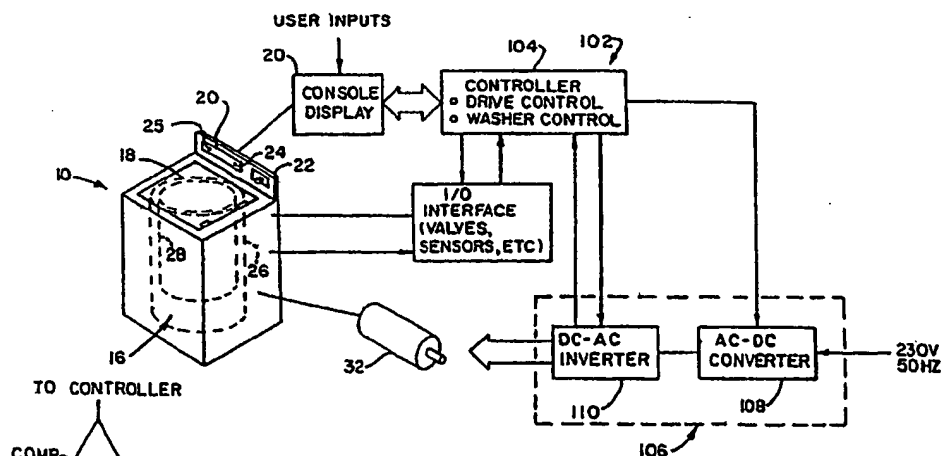 USER INPUTS
20
CONSOLE
DISPLAY
104
102
CONTROLLER
▫ DRIVE CONTROL
▫ WASHER CONTROL
20
25
24
22
18
10
I/O
INTERFACE
(VALVES,
SENSORS, ETC)
28
26
16
32
DC-AC
INVERTER
AC-DC
CONVERTER
230V
50HZ
110
108
106
TO CONTROLLER
COMP-